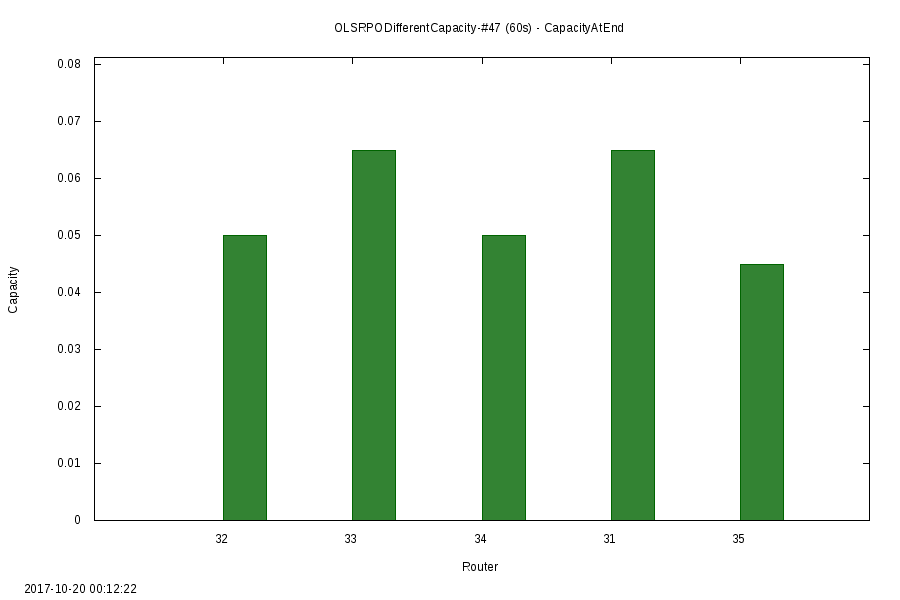 OLSRPODifferentCapacity-#47 (60s) - CapacityAtEnd
0.08
0.07
0.06
0.05
0.04
0.03
0.02
0.01
0
Capacity
32 33 34 31 35
Router
2017-10-20 00:12:22